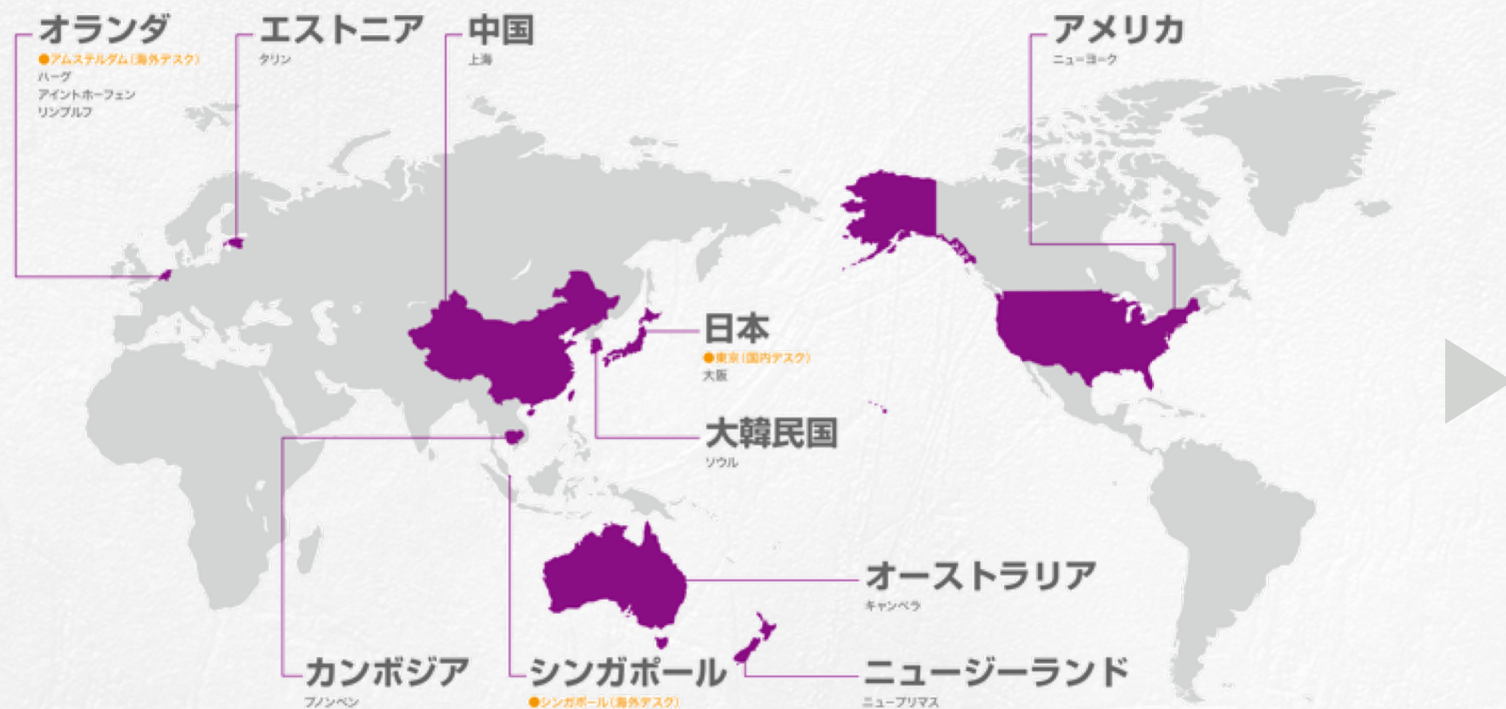 オランダ
●アムステルダム(海外デスク)
ハーグ
アイントホーフェン
リンブルフ
エストニア
タリン
中国
上海
アメリカ
ニューヨーク
日本
●東京(国内デスク)
大阪
大韓民国
ソウル
オーストラリア
キャンベラ
カンボジア
プノンペン
シンガポール
●シンガポール(海外デスク)
ニュージーランド
ニュープリマス